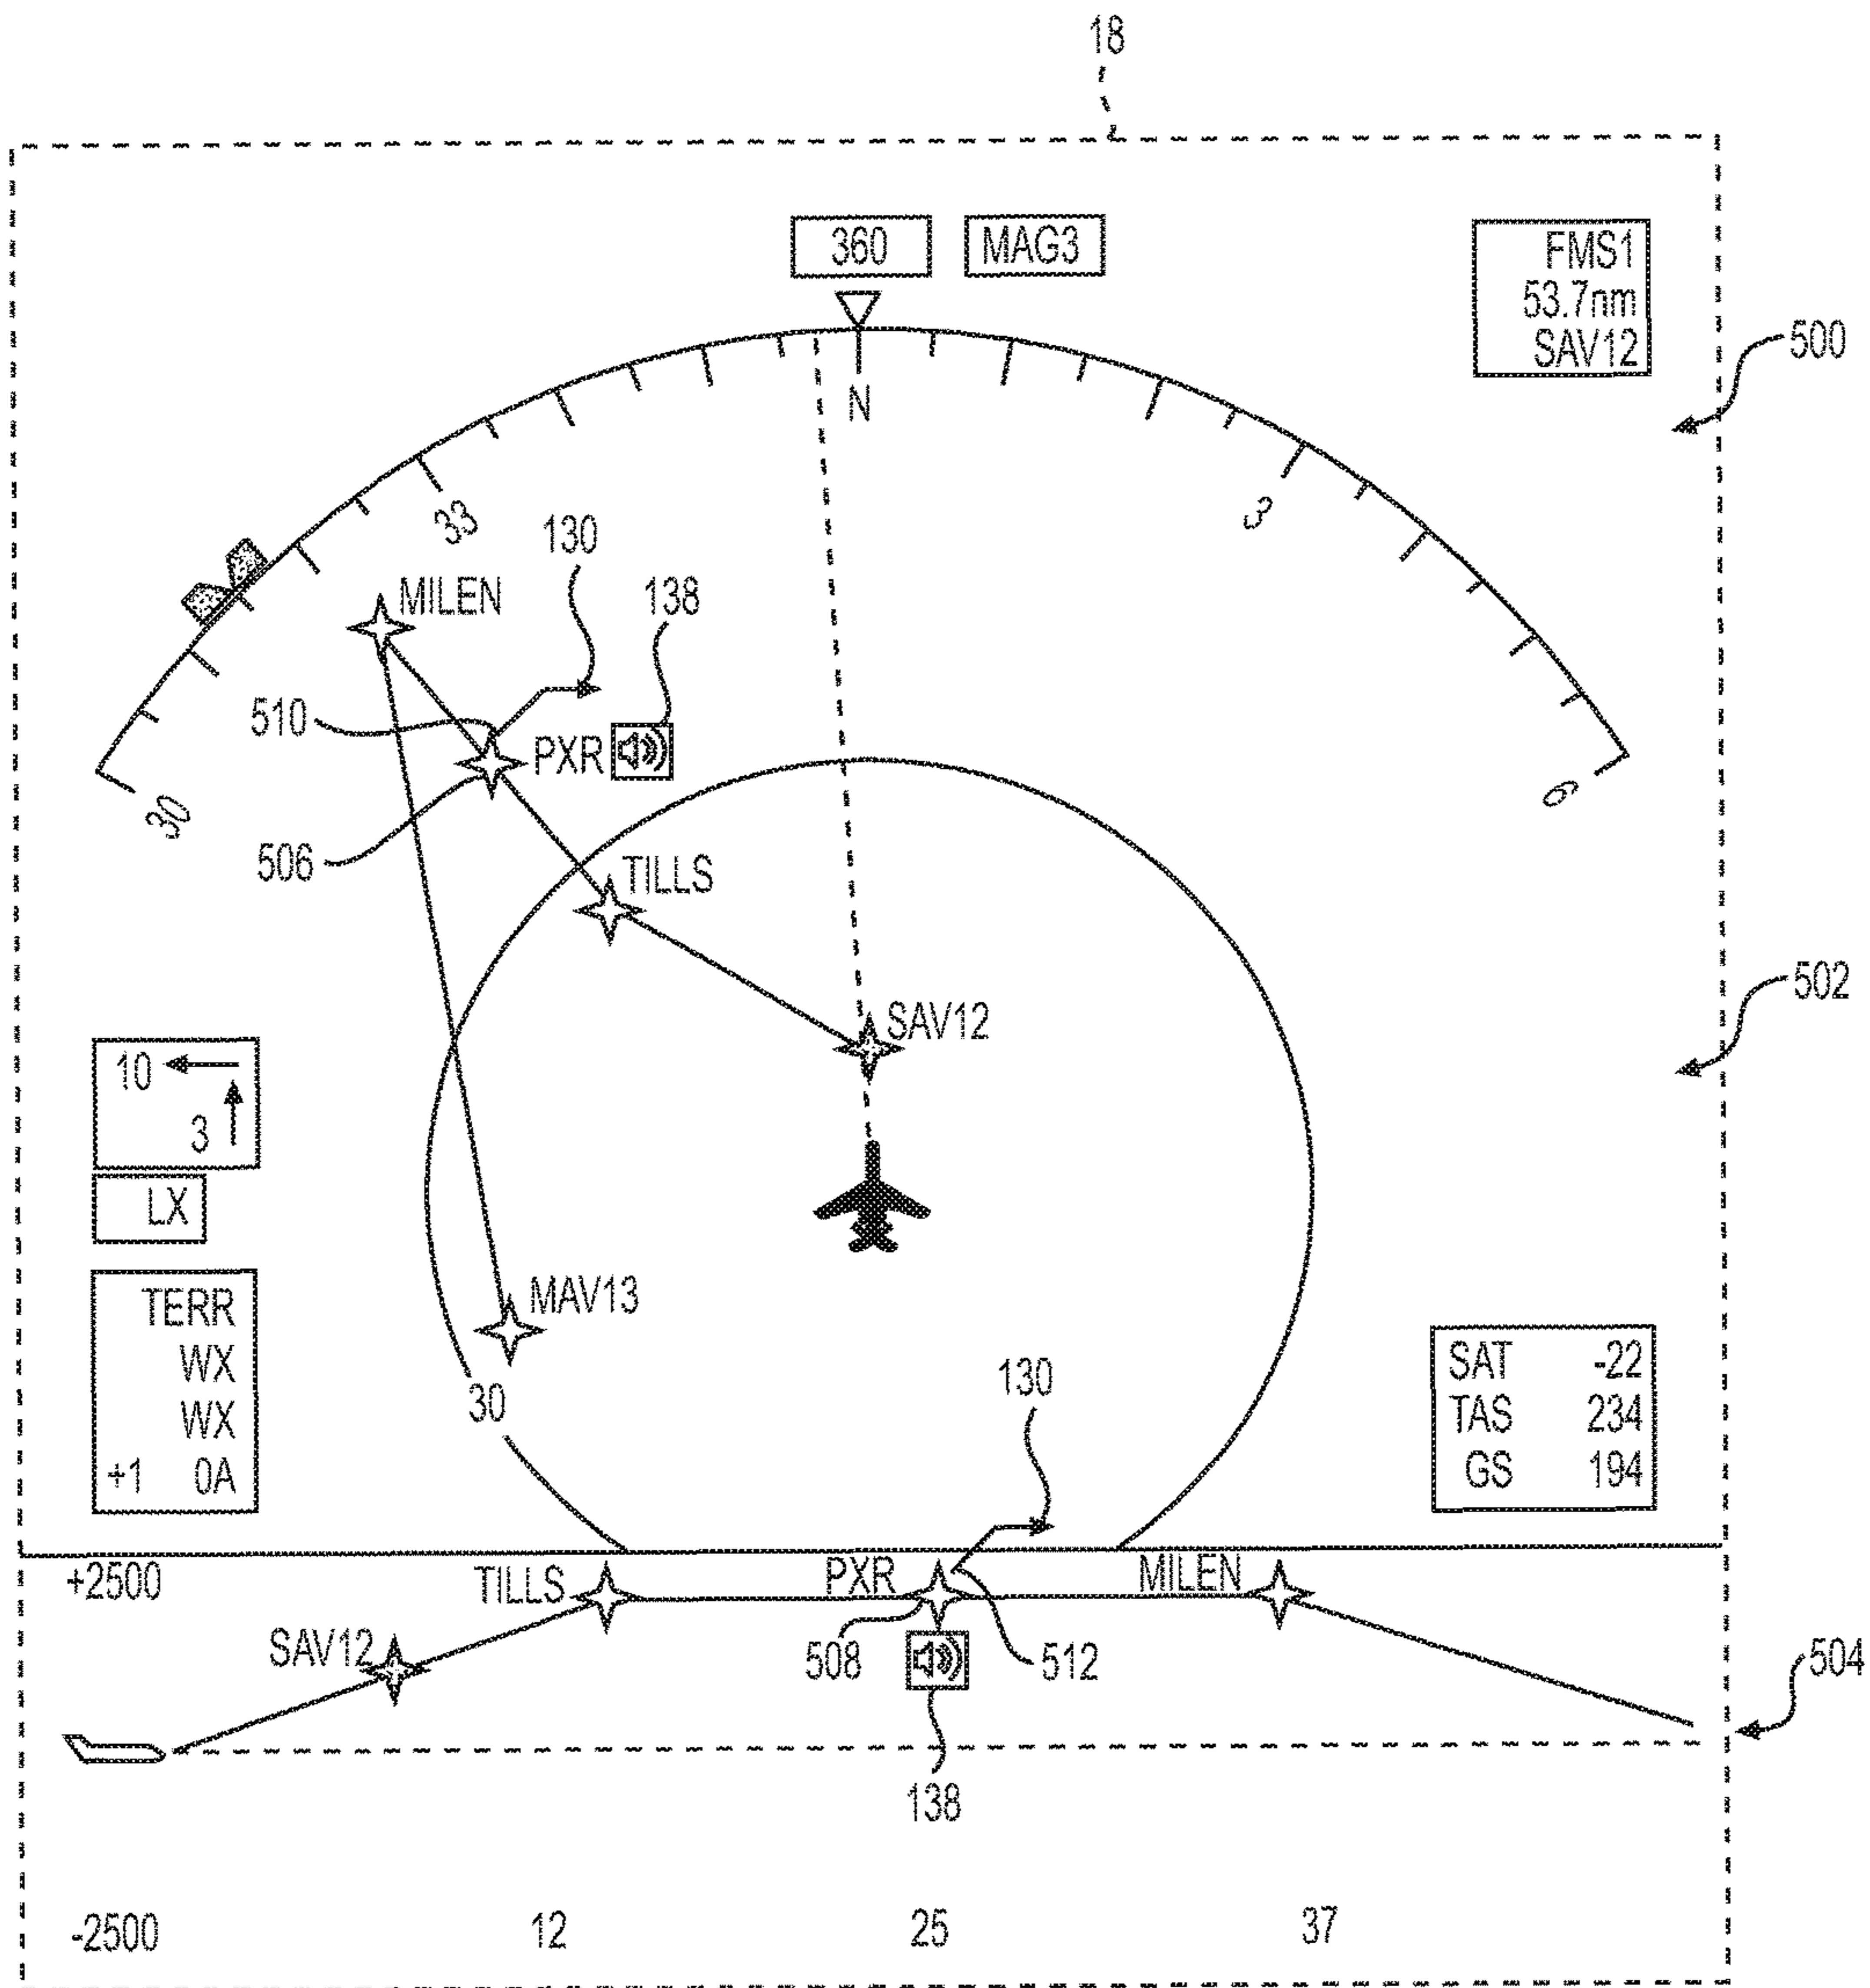 18
360 MAG3
FMS1
53.7nm
SAV12
500
N
33
3
130
138
MILEN
510
PXR
30
6
506
TILLS
502
SAV12
10
3
LX
MAV13
TERR
WX
WX
+1 0A
30
130
SAT -22
TAS 234
GS 194
+2500
TILLS
PXR
MILEN
SAV12
508
512
504
138
-2500 12 25 37